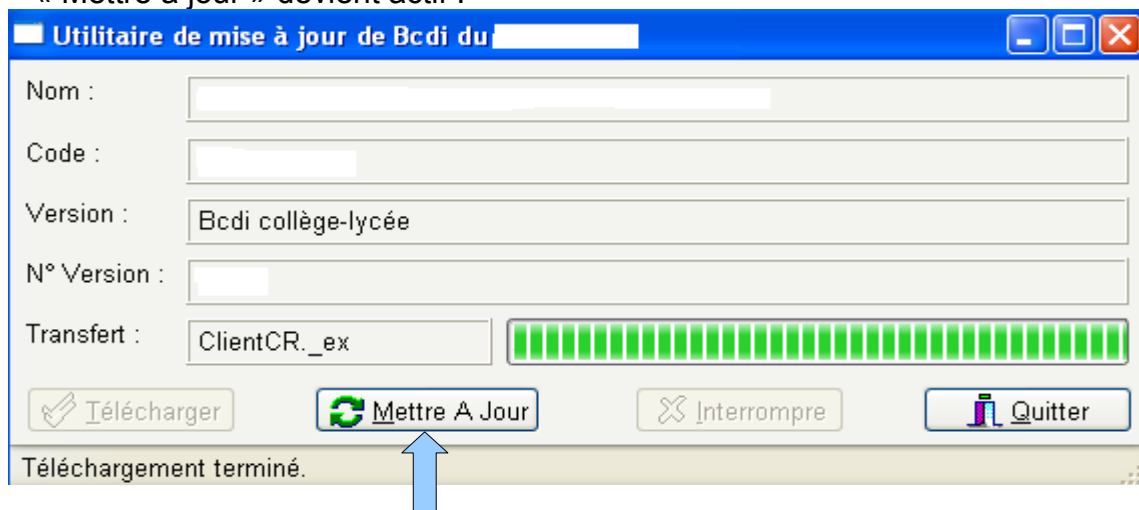 « Mettre à jour » devient actif :
Utilitaire de mise à jour de Bcdi du
Nom :
Code :
Version : Bcdi collège-lycée
N° Version :
Transfert : ClientCR._ex
Télécharger Mettre A Jour Interrompre Quitter
Téléchargement terminé.